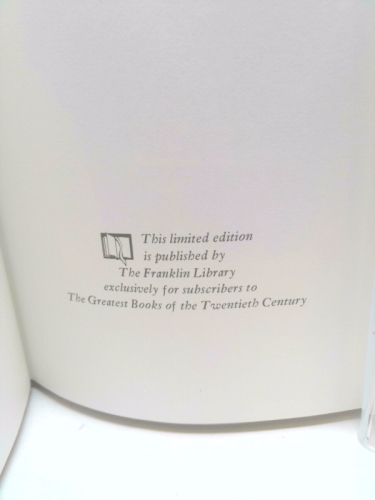 This limited edition
is published by
The Franklin Library
exclusively for subscribers to
The Greatest Books of the Twentieth Century